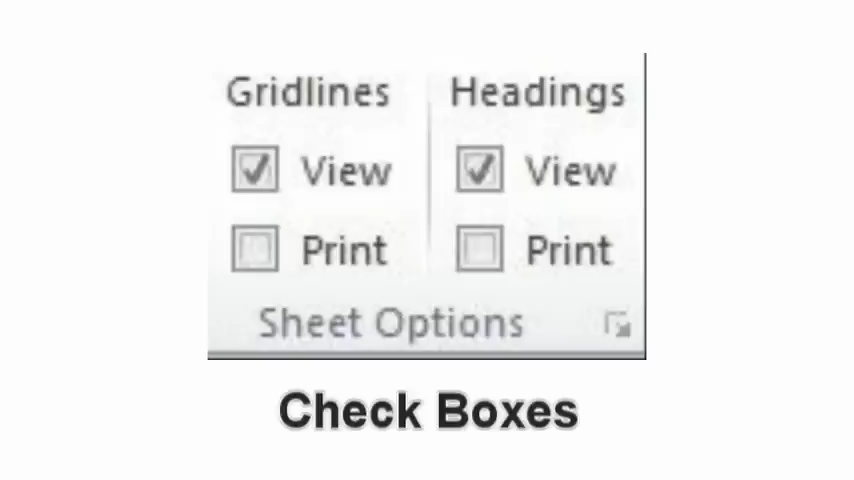 Gridlines Headings
View View
Print Print
Sheet Options
Check Boxes